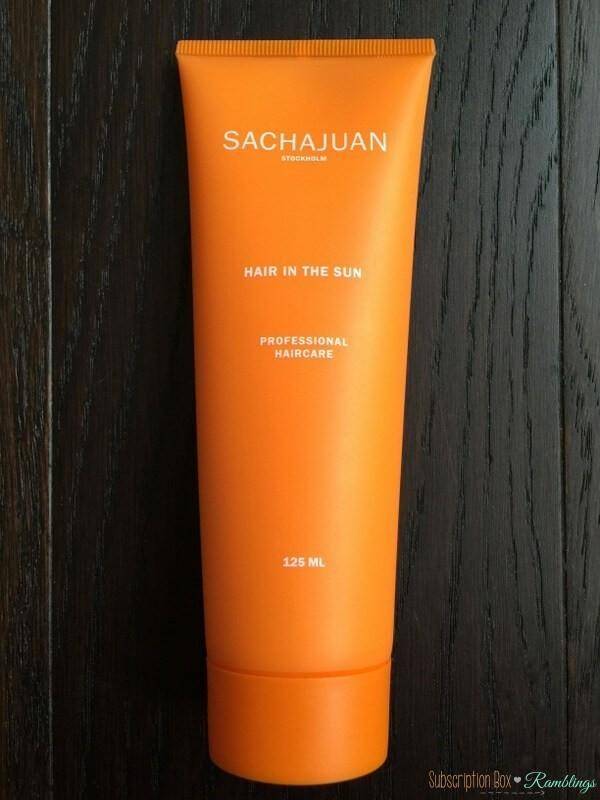 SACHAJUAN
STOCKHOLM
HAIR IN THE SUN
PROFESSIONAL
HAIRCARE
125 ML
Subscription Box ♥ Ramblings